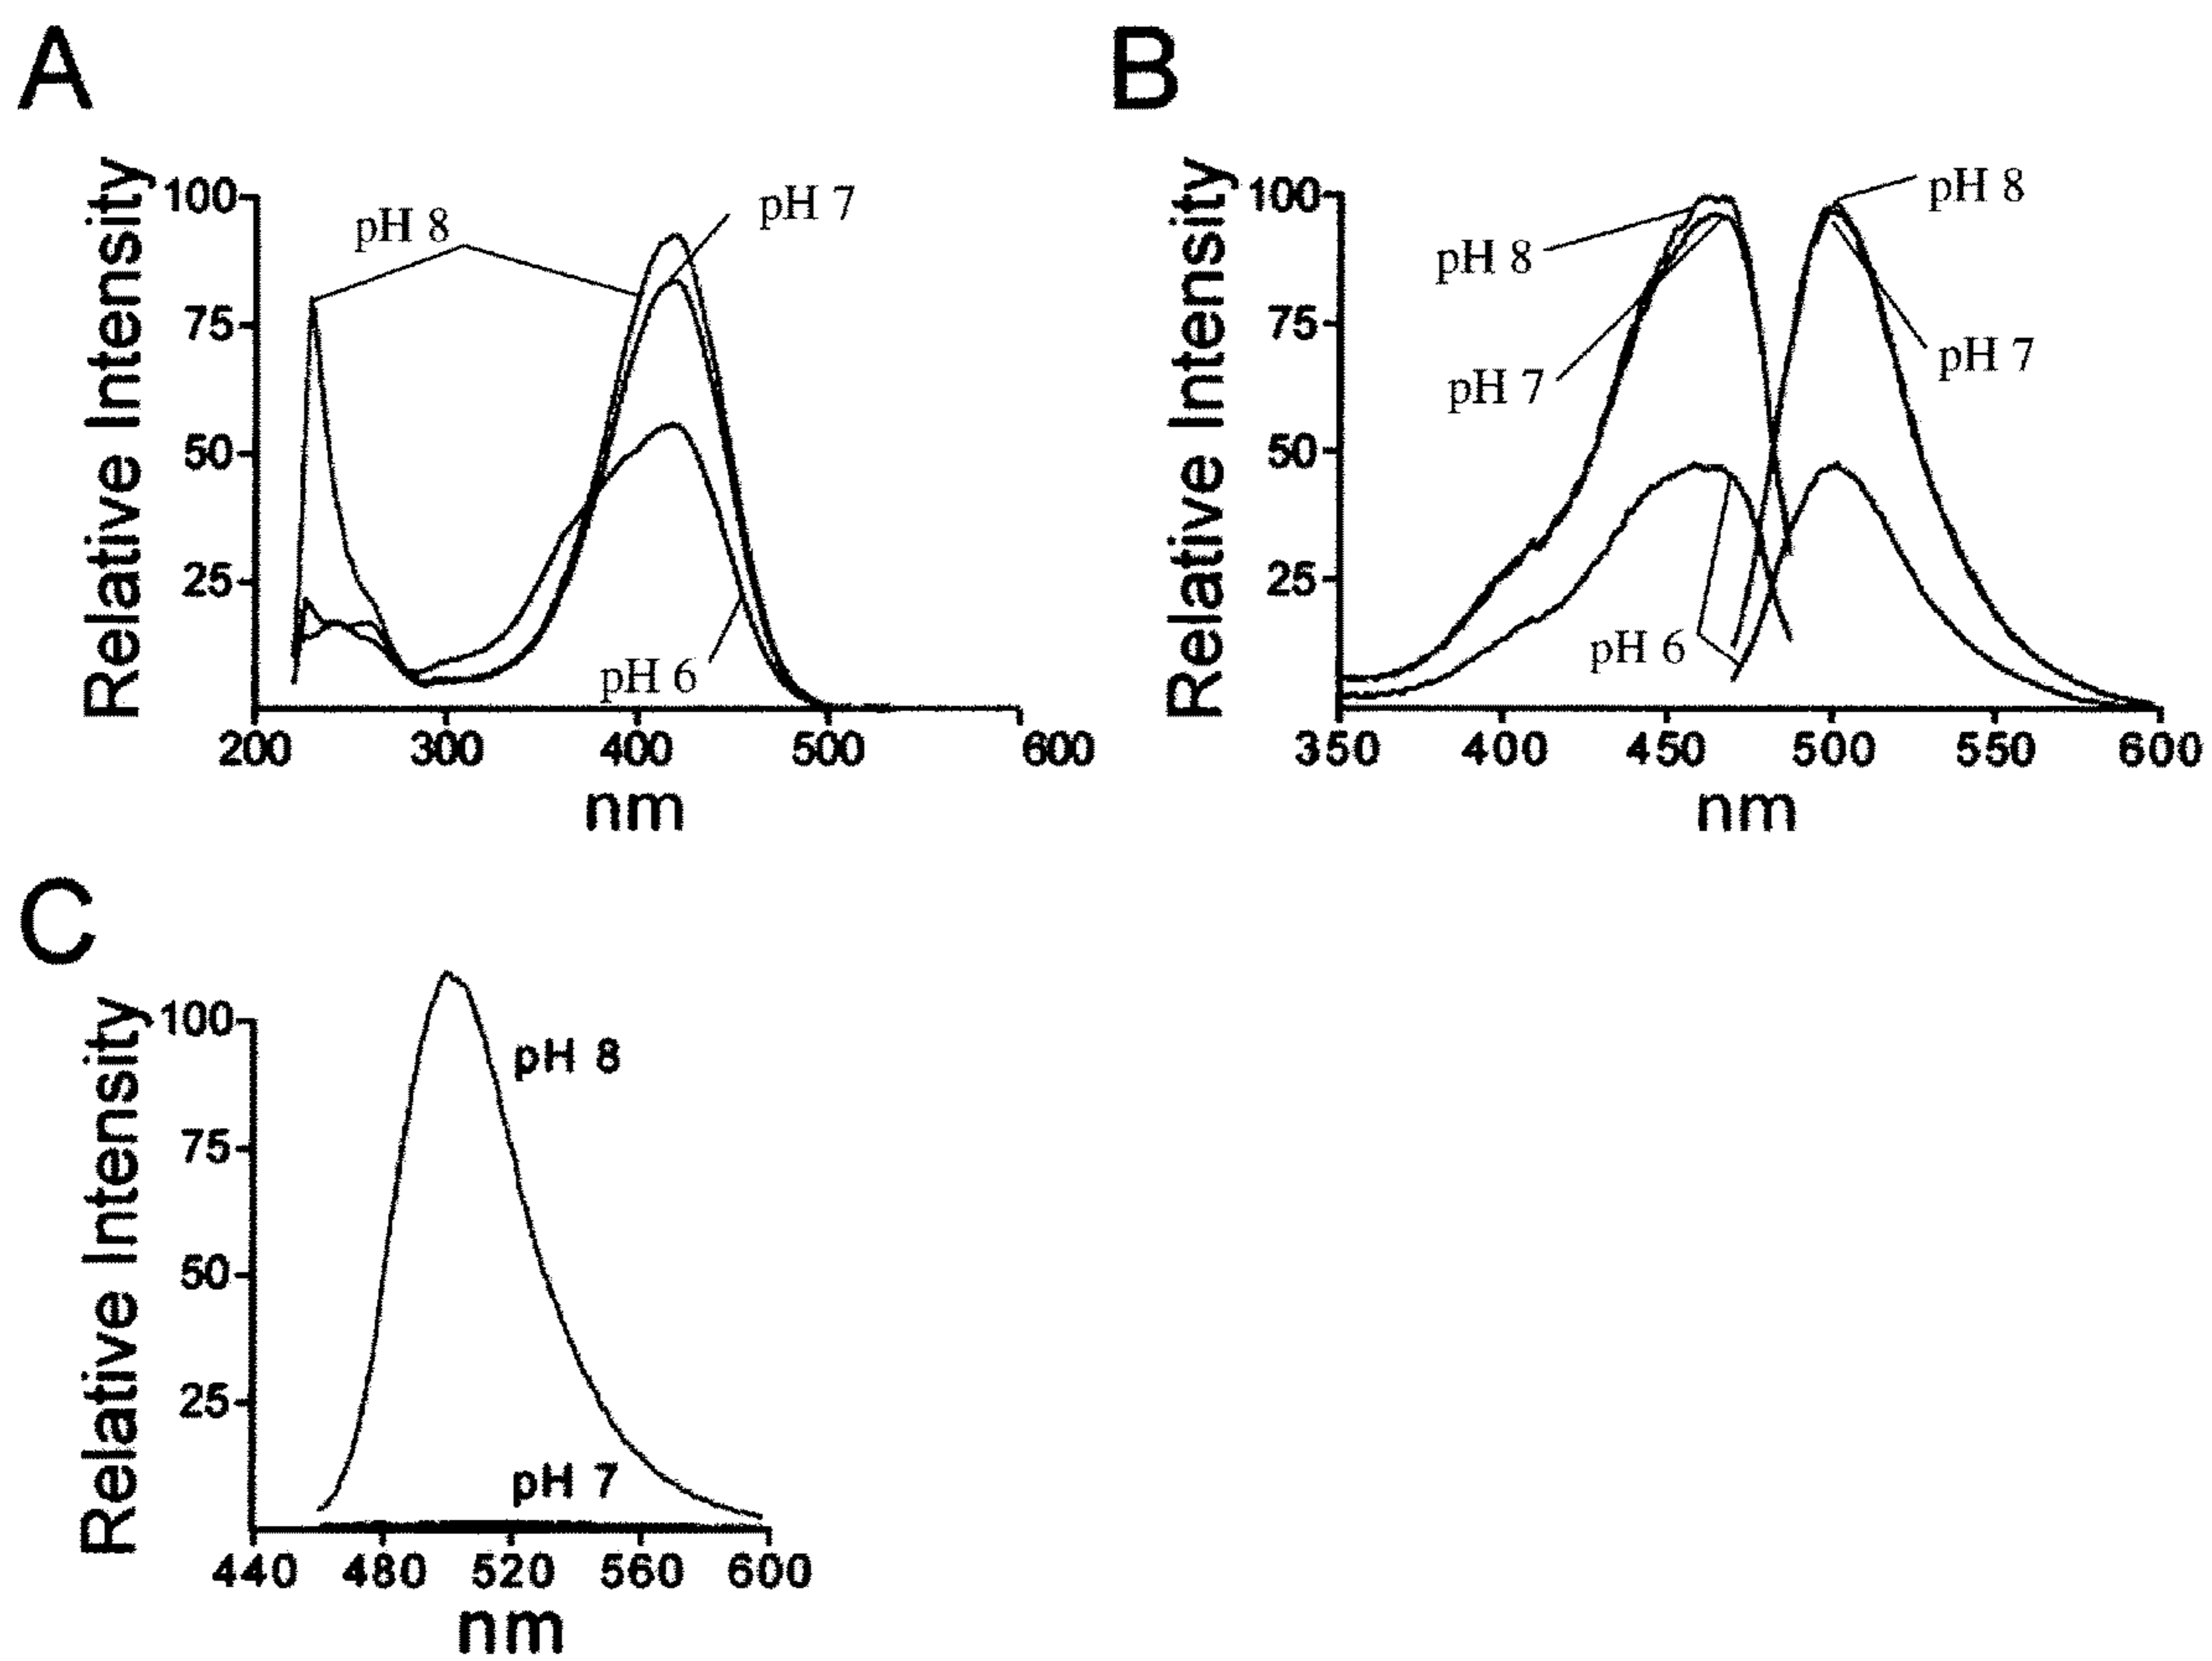 A
Relative Intensity
100
75
50
25
pH 8
pH 7
pH 6
200 300 400 500 600
nm
B
Relative Intensity
100
75
50
25
pH 8
pH 7
pH 8
pH 7
pH 6
350 400 450 500 550 600
nm
C
Relative Intensity
100
75
50
25
pH 8
pH 7
440 480 520 560 600
nm